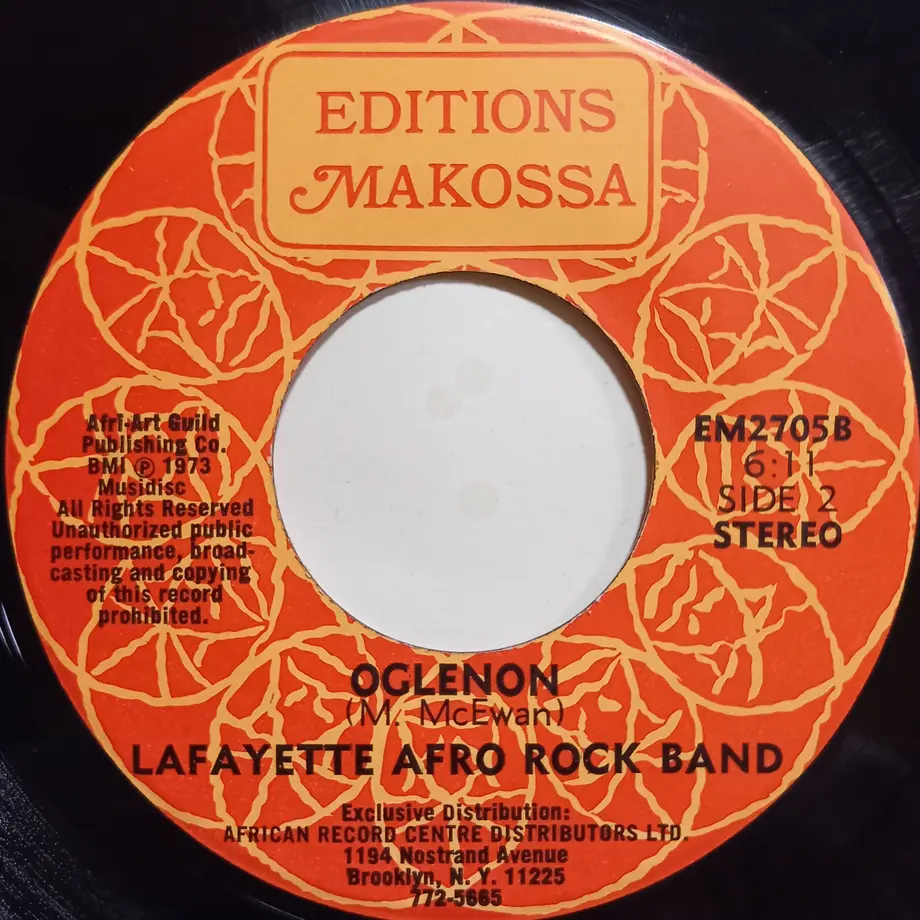 EDITIONS
MAKOSSA
Afri-Art Guild
Publishing Co.
BMI ℗ 1973
Musidisc
All Rights Reserved
Unauthorized public
performance, broad-
casting and copying
of this record
prohibited.
EM2705B
6:11
SIDE 2
STEREO
OGLENON
(M. McEwan)
LAFAYETTE AFRO ROCK BAND
Exclusive Distribution:
AFRICAN RECORD CENTRE DISTRIBUTORS LTD.
1194 Nostrand Avenue
Brooklyn, N. Y. 11225
772-5665